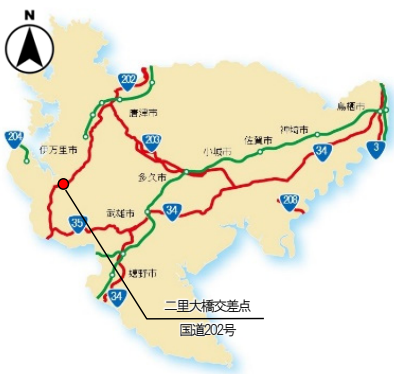 N
202
唐津市
204
伊万里市
203
小城市
佐賀市
神埼市
鳥栖市
34
3
多久市
208
武雄市
34
35
嬉野市
34
二里大橋交差点
国道202号